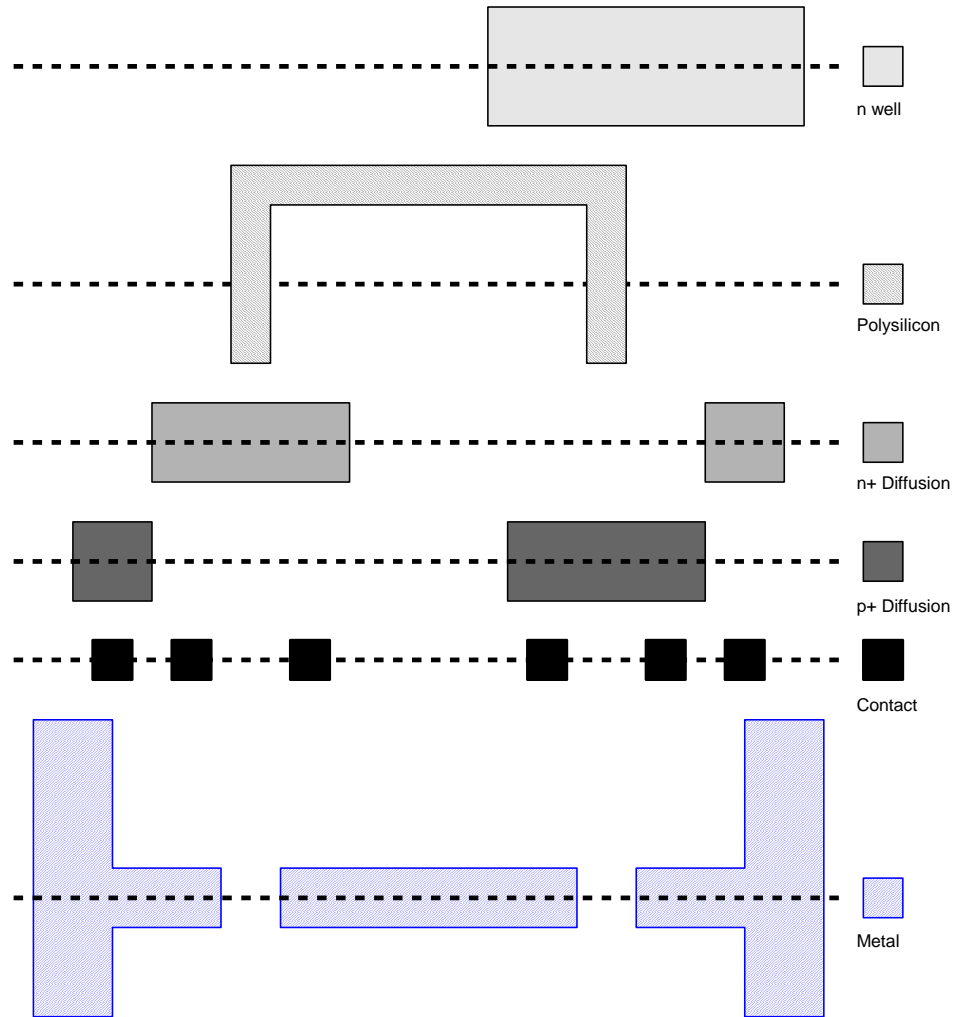 n well
Polysilicon
n+ Diffusion
p+ Diffusion
Contact
Metal